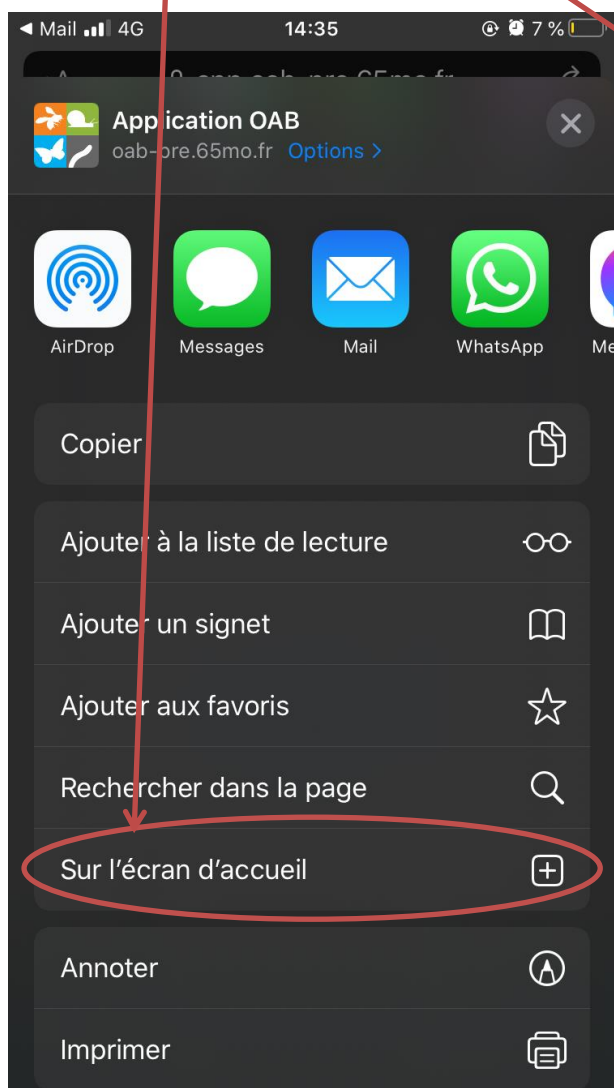 ◀ Mail 4G 14:35 7 %
Application OAB
oab-pre.65mo.fr Options >
AirDrop Messages Mail WhatsApp Me
Copier
Ajouter à la liste de lecture
Ajouter un signet
Ajouter aux favoris
Rechercher dans la page
Sur l'écran d'accueil
Annoter
Imprimer